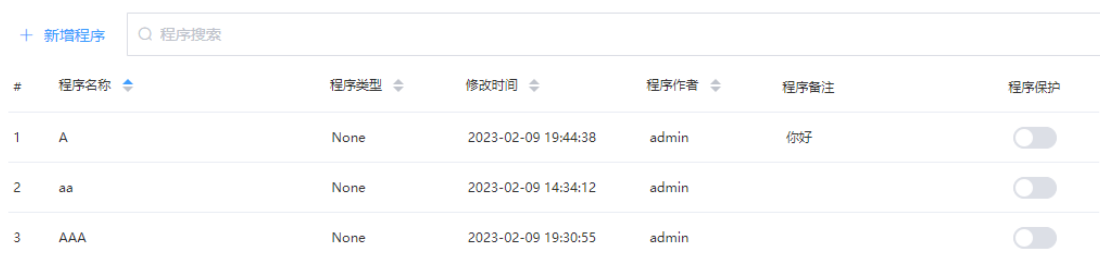 + 新增程序 程序搜索
# 程序名称 程序类型 修改时间 程序作者 程序备注 程序保护
1 A None 2023-02-09 19:44:38 admin 你好
2 aa None 2023-02-09 14:34:12 admin
3 AAA None 2023-02-09 19:30:55 admin